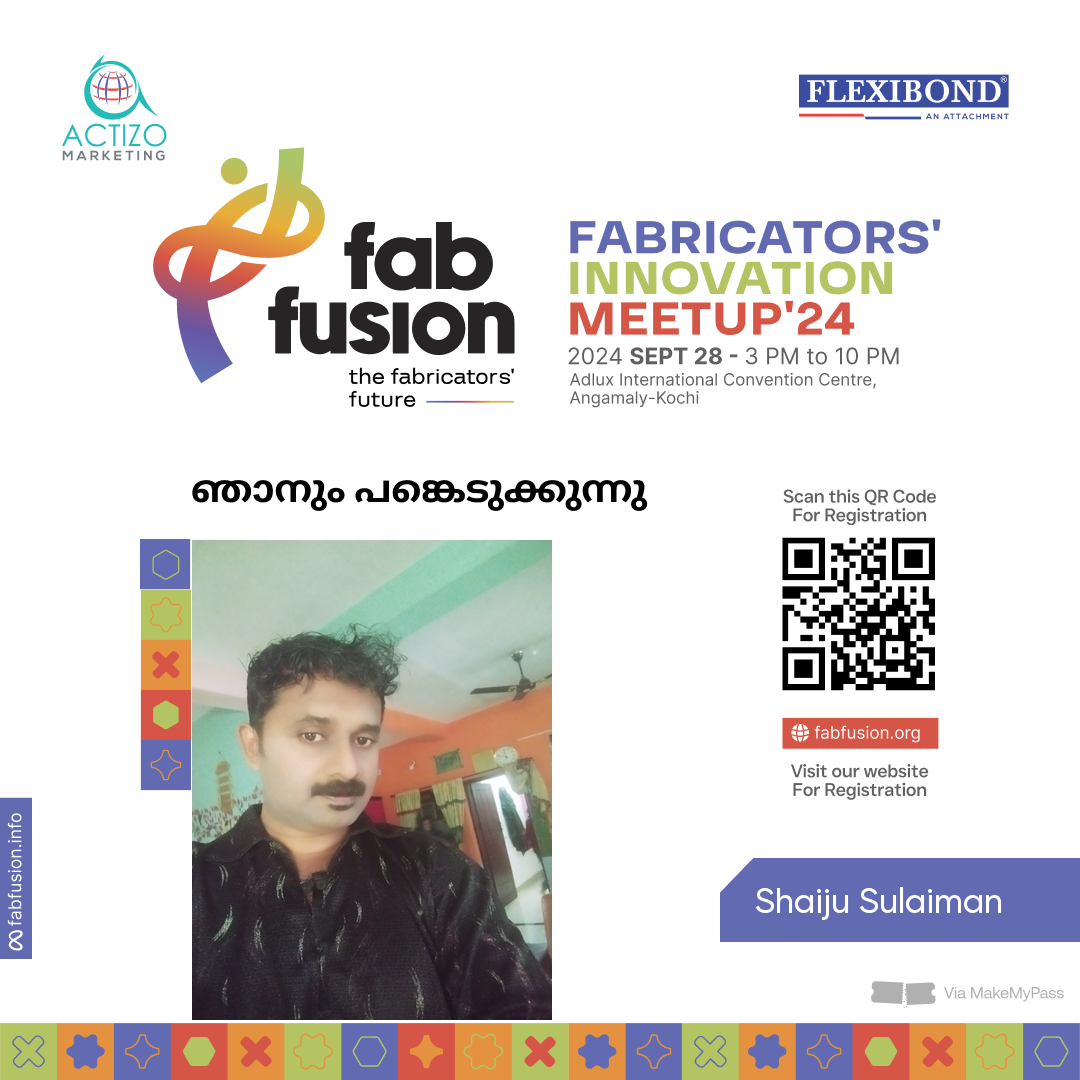 ACTIZO
MARKETING
FLEXIBOND®
AN ATTACHMENT
fab
fusion
the fabricators'
future
FABRICATORS'
INNOVATION
MEETUP'24
2024 SEPT 28 - 3 PM to 10 PM
Adlux International Convention Centre,
Angamaly-Kochi
ഞാനും പങ്കെടുക്കുന്നു
Scan this QR Code
For Registration
fabfusion.org
Visit our website
For Registration
fabfusion.info
Shaiju Sulaiman
Via MakeMyPass